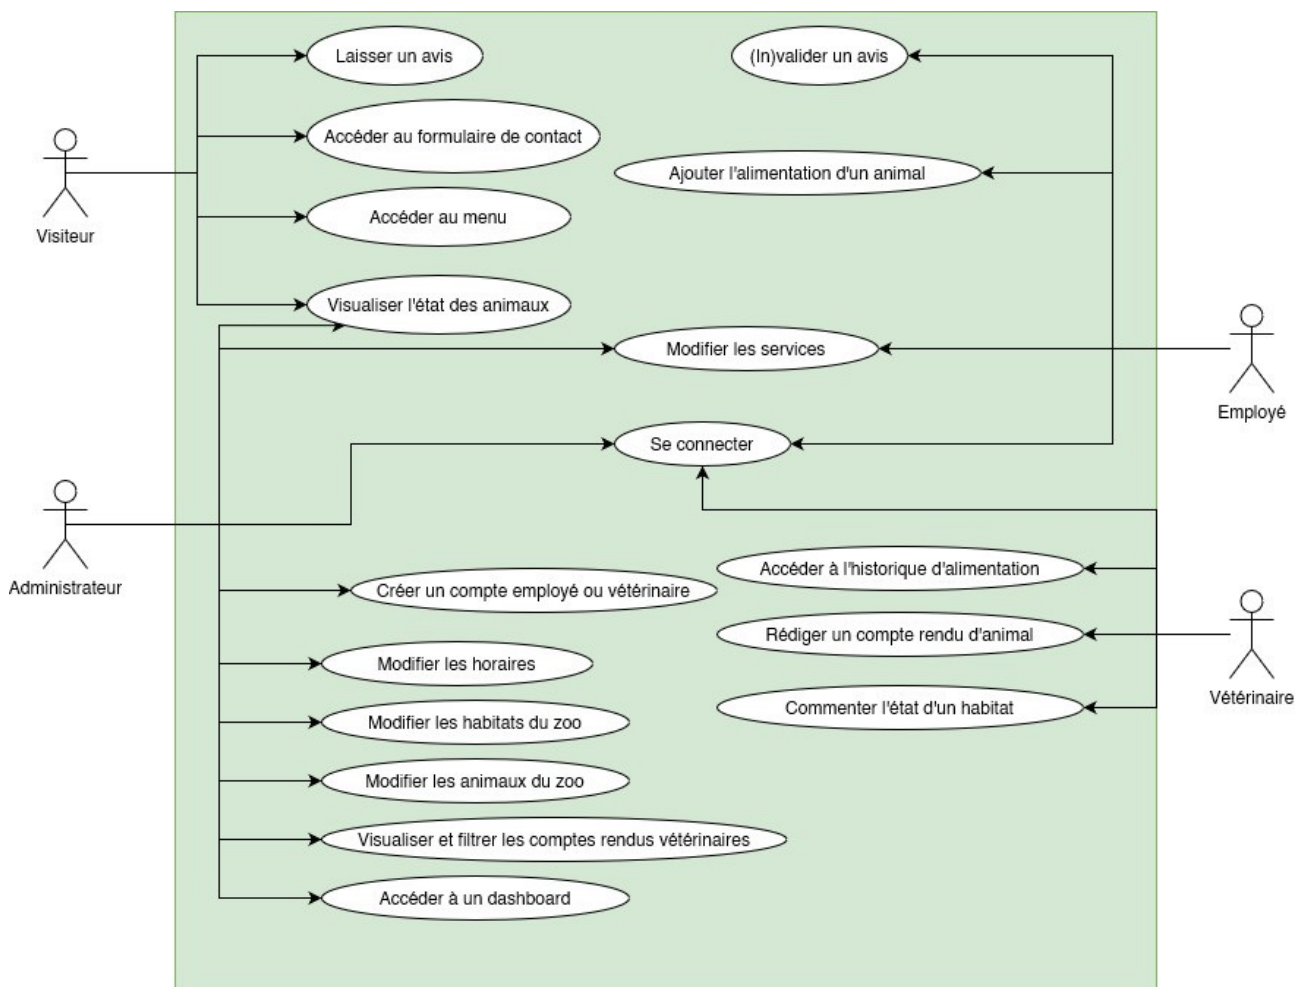 Laisser un avis
(In)valider un avis
Accéder au formulaire de contact
Ajouter l'alimentation d'un animal
Accéder au menu
Visiteur
Visualiser l'état des animaux
Modifier les services
Employé
Se connecter
Administrateur
Accéder à l'historique d'alimentation
Créer un compte employé ou vétérinaire
Rédiger un compte rendu d'animal
Modifier les horaires
Vétérinaire
Commenter l'état d'un habitat
Modifier les habitats du zoo
Modifier les animaux du zoo
Visualiser et filtrer les comptes rendus vétérinaires
Accéder à un dashboard